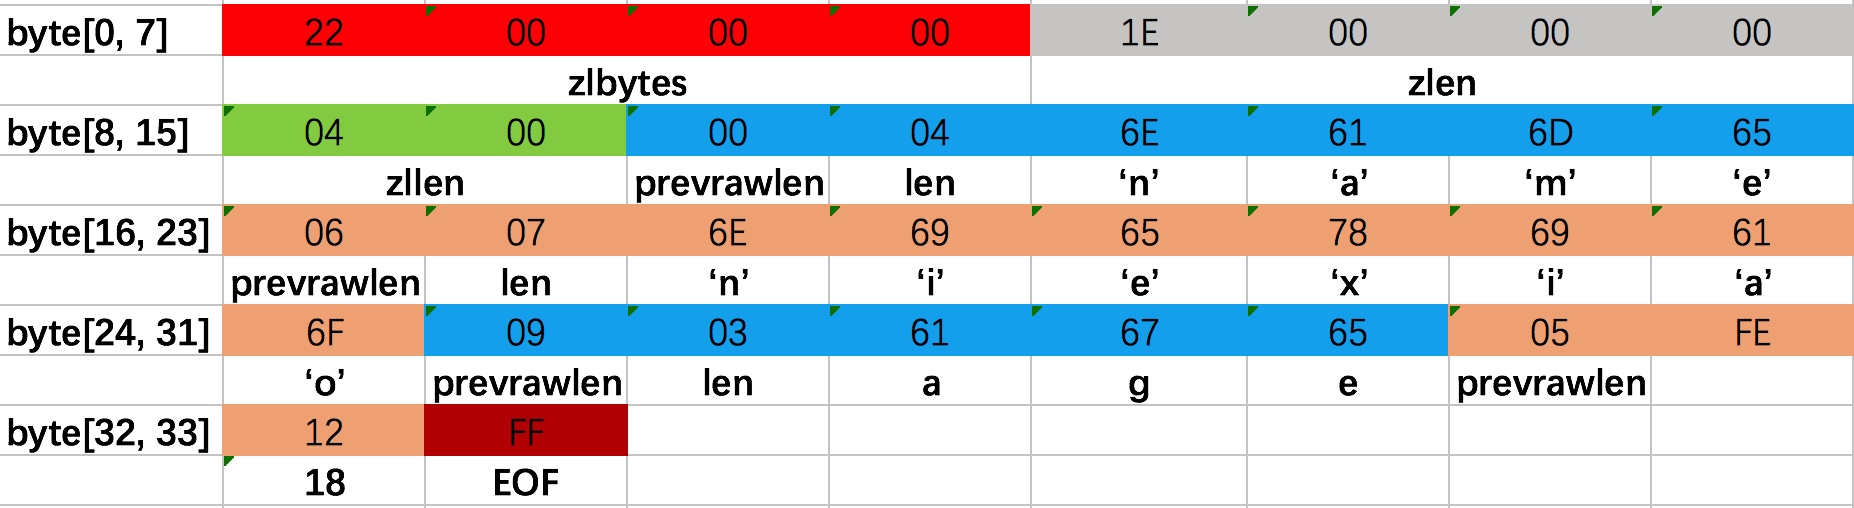 byte[0, 7] 22 00 00 00 1E 00 00 00
zlbytes zlen
byte[8, 15] 04 00 00 04 6E 61 6D 65
zllen prevrawlen len ‘n’ ‘a’ ‘m’ ‘e’
byte[16, 23] 06 07 6E 69 65 78 69 61
prevrawlen len ‘n’ ‘i’ ‘e’ ‘x’ ‘i’ ‘a’
byte[24, 31] 6F 09 03 61 67 65 05 FE
‘o’ prevrawlen len a g e prevrawlen
byte[32, 33] 12 FF
18 EOF